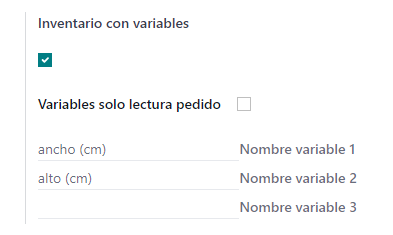 Inventario con variables
Variables solo lectura pedido
ancho (cm) Nombre variable 1
alto (cm) Nombre variable 2
Nombre variable 3